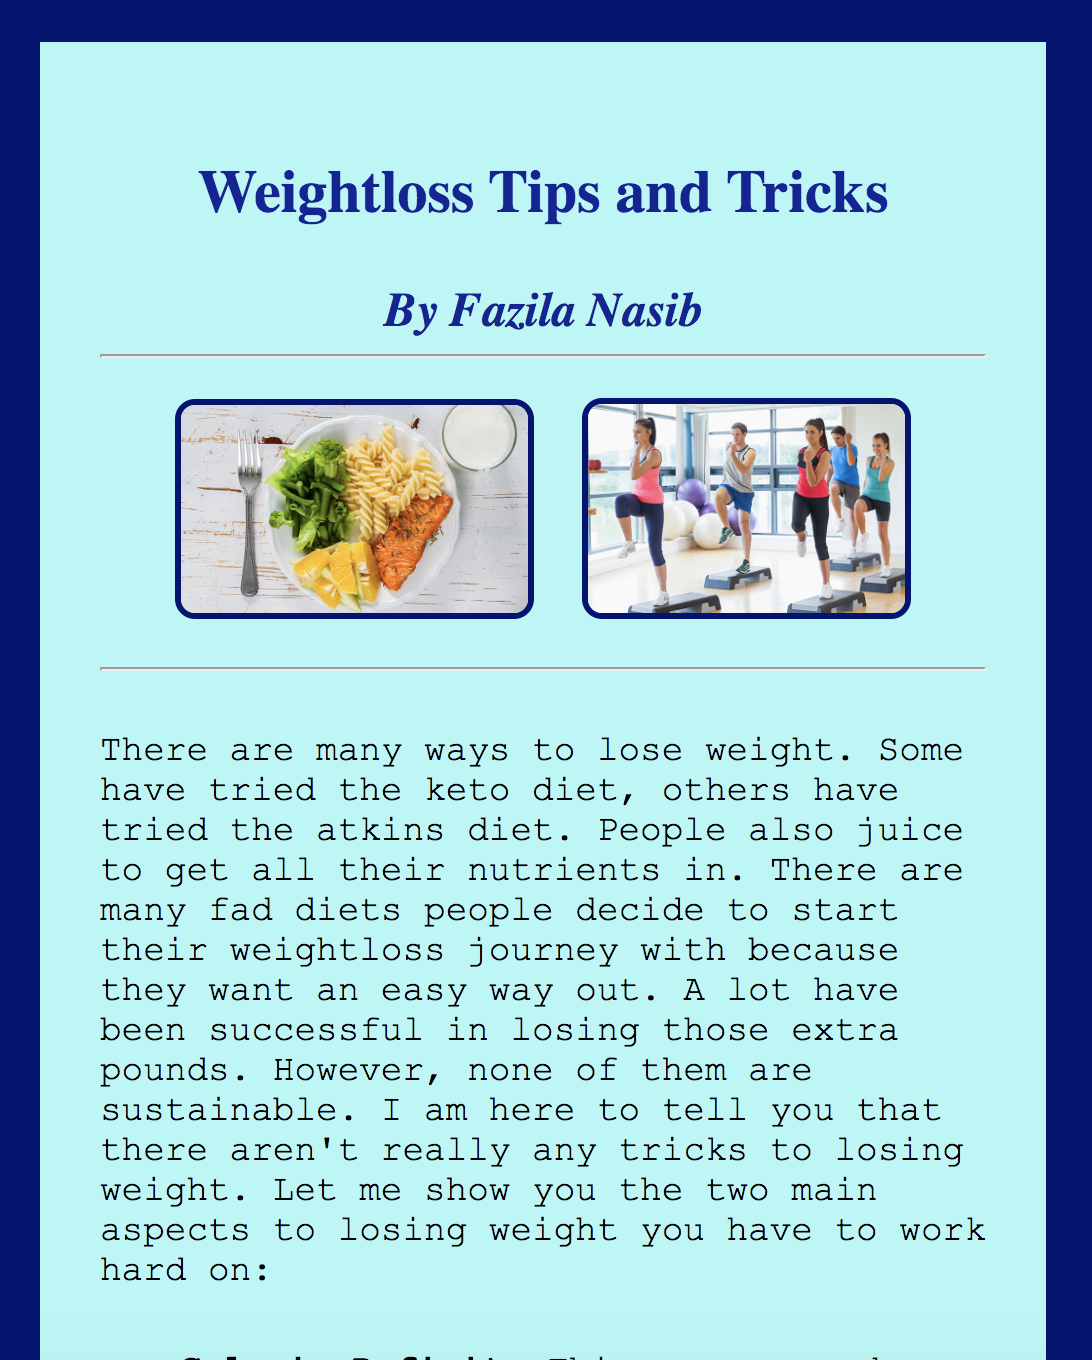 Weightloss Tips and Tricks
By Fazila Nasib
There are many ways to lose weight. Some
have tried the keto diet, others have
tried the atkins diet. People also juice
to get all their nutrients in. There are
many fad diets people decide to start
their weightloss journey with because
they want an easy way out. A lot have
been successful in losing those extra
pounds. However, none of them are
sustainable. I am here to tell you that
there aren't really any tricks to losing
weight. Let me show you the two main
aspects to losing weight you have to work
hard on: